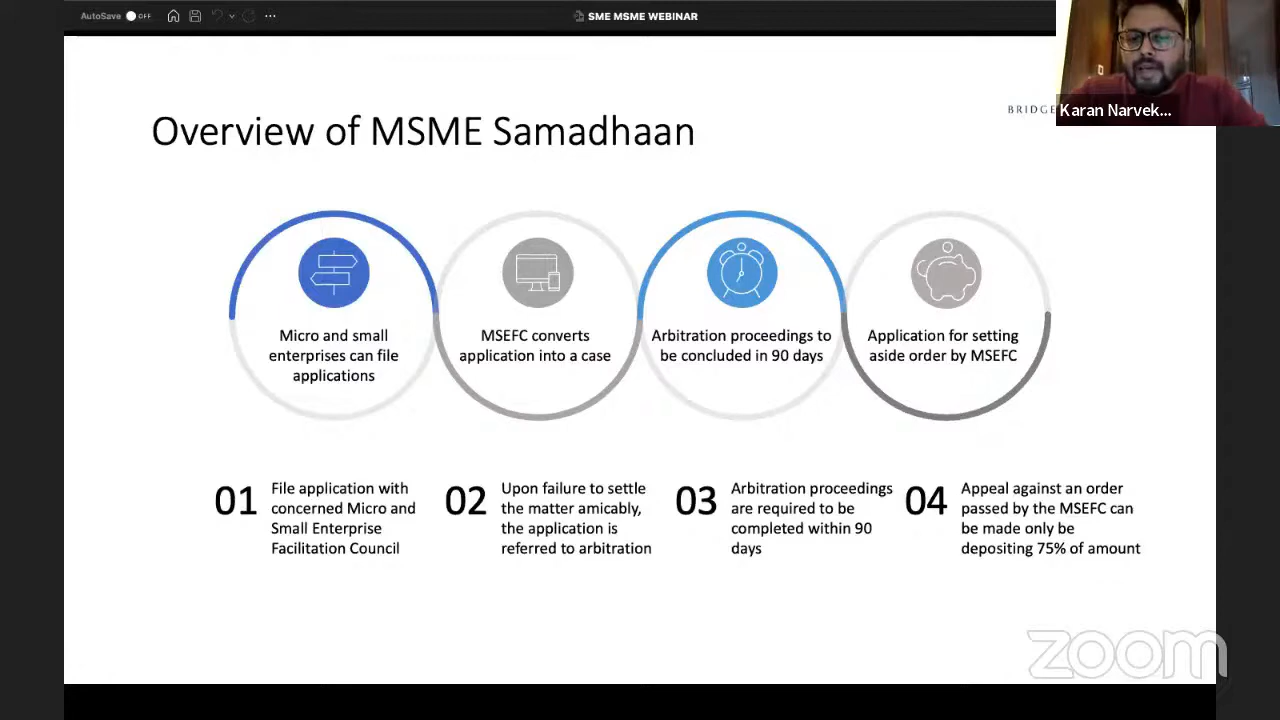 AutoSave OFF
SME MSME WEBINAR
Karan Narvek...
BRIDGE
Overview of MSME Samadhaan
Micro and small
enterprises can file
applications
MSEFC converts
application into a case
Arbitration proceedings to
be concluded in 90 days
Application for setting
aside order by MSEFC
01
File application with
concerned Micro and
Small Enterprise
Facilitation Council
02
Upon failure to settle
the matter amicably,
the application is
referred to arbitration
03
Arbitration proceedings
are required to be
completed within 90
days
04
Appeal against an order
passed by the MSEFC can
be made only be
depositing 75% of amount
zoom